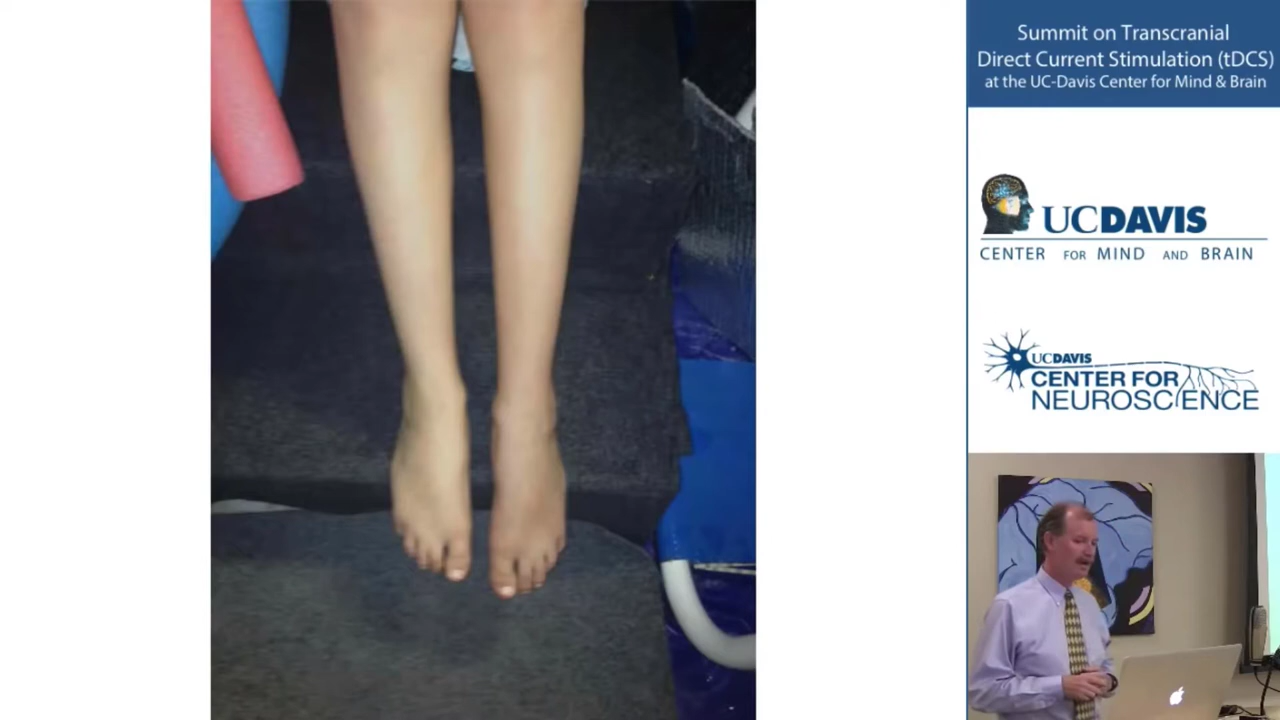 Summit on Transcranial
Direct Current Stimulation (tDCS)
at the UC-Davis Center for Mind & Brain
UCDAVIS
CENTER FOR MIND AND BRAIN
UCDAVIS
CENTER FOR
NEUROSCIENCE